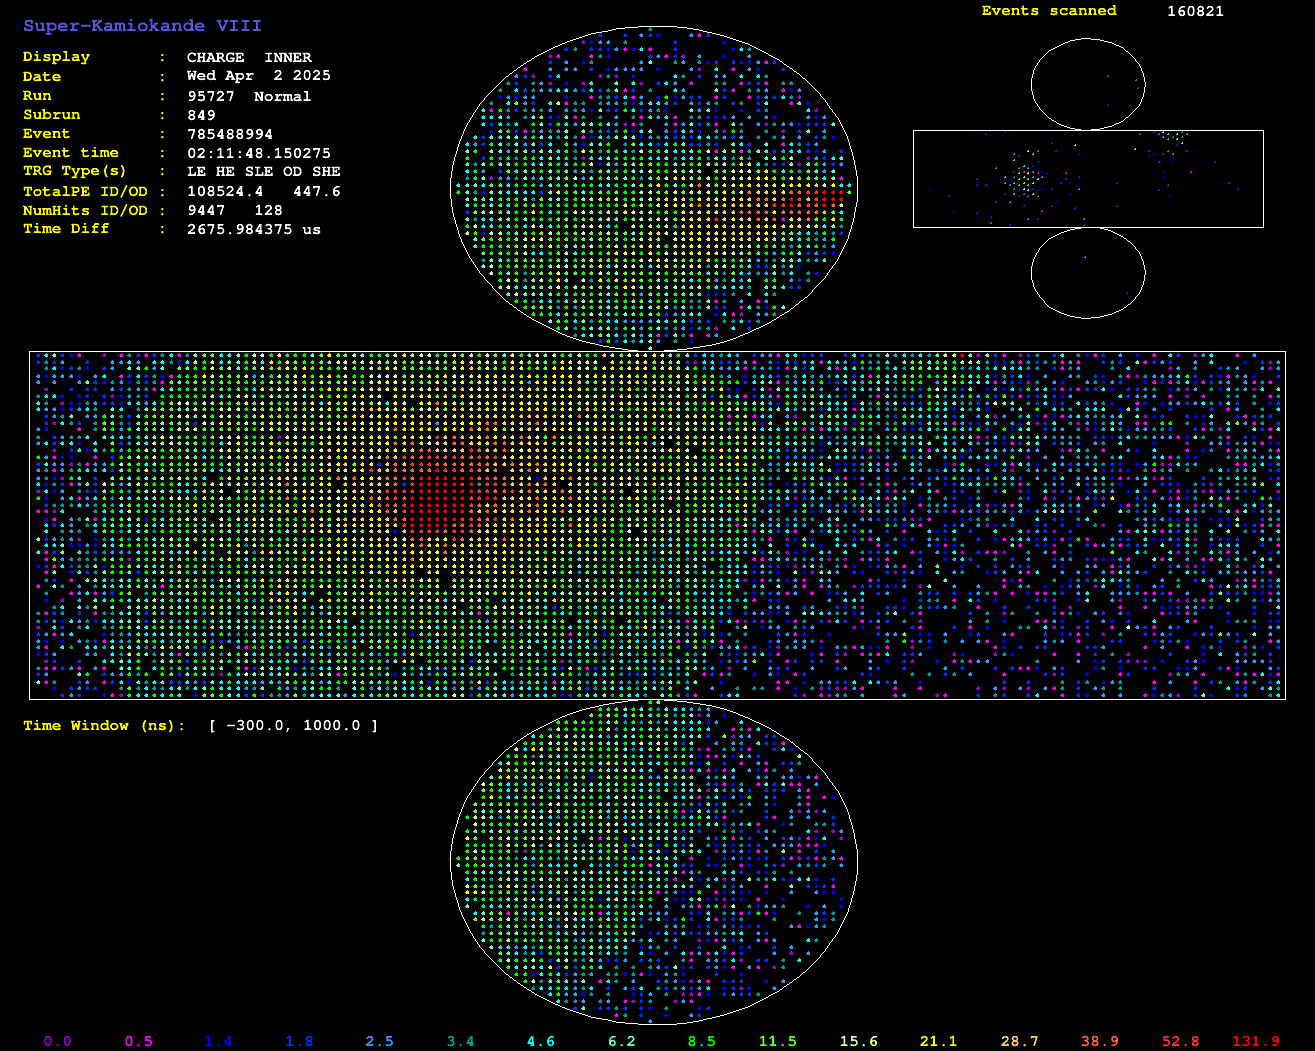 Super-Kamiokande VIII
Events scanned 160821
Display : CHARGE INNER
Date : Wed Apr 2 2025
Run : 95727 Normal
Subrun : 849
Event : 785488994
Event time : 02:11:48.150275
TRG Type(s) : LE HE SLE OD SHE
TotalPE ID/OD : 108524.4 447.6
NumHits ID/OD : 9447 128
Time Diff : 2675.984375 us
Time Window (ns): [ -300.0, 1000.0 ]
0.0 0.5 1.4 1.8 2.5 3.4 4.6 6.2 8.5 11.5 15.6 21.1 28.7 38.9 52.8 131.9